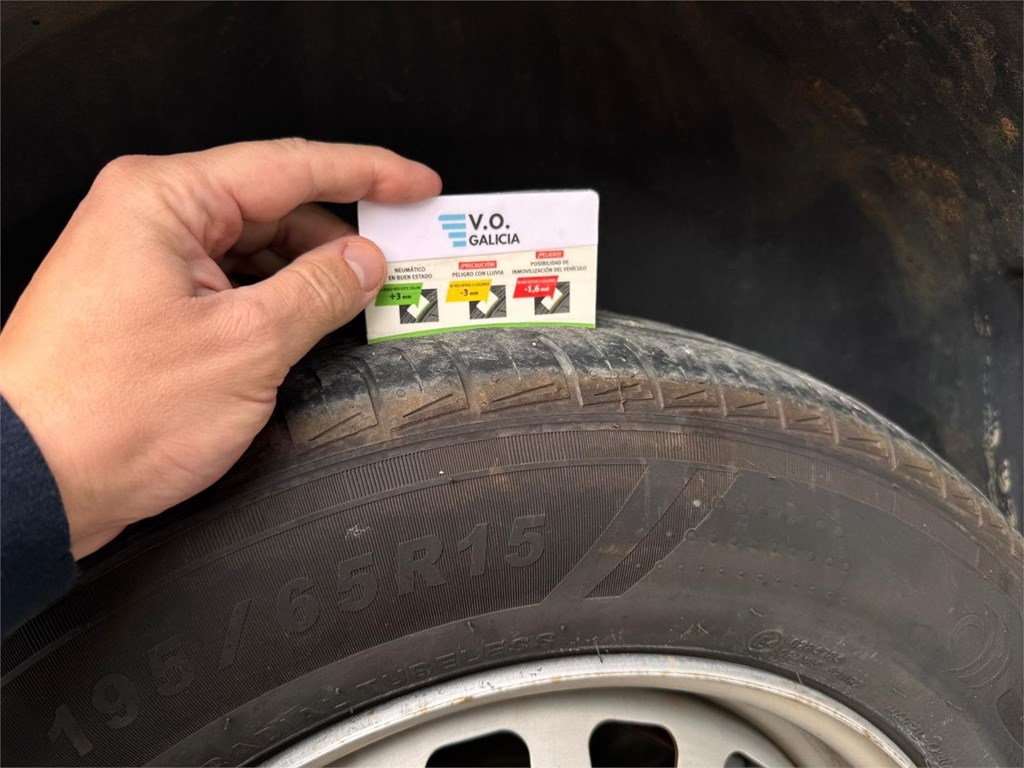 V.O.
GALICIA
NEUMÁTICO
EN BUEN ESTADO
+3 mm
¡PRECAUCIÓN!
PELIGRO CON LLUVIA
-3 mm
¡PELIGRO!
POSIBILIDAD DE
INMOVILIZACIÓN DEL VEHÍCULO
-1,6 mm
195/65R15
RADIAL TUBELESS